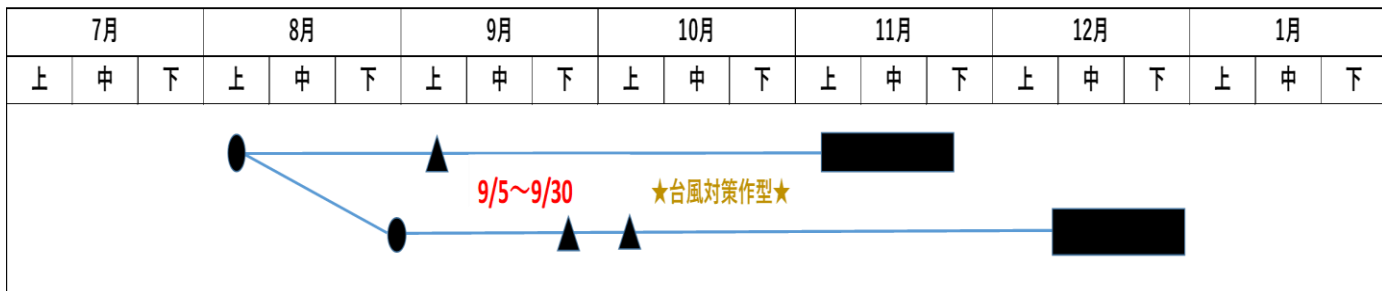 7月 8月 9月 10月 11月 12月 1月
上 中 下 上 中 下 上 中 下 上 中 下 上 中 下 上 中 下 上 中 下
9/5～9/30 ★台風対策作型★